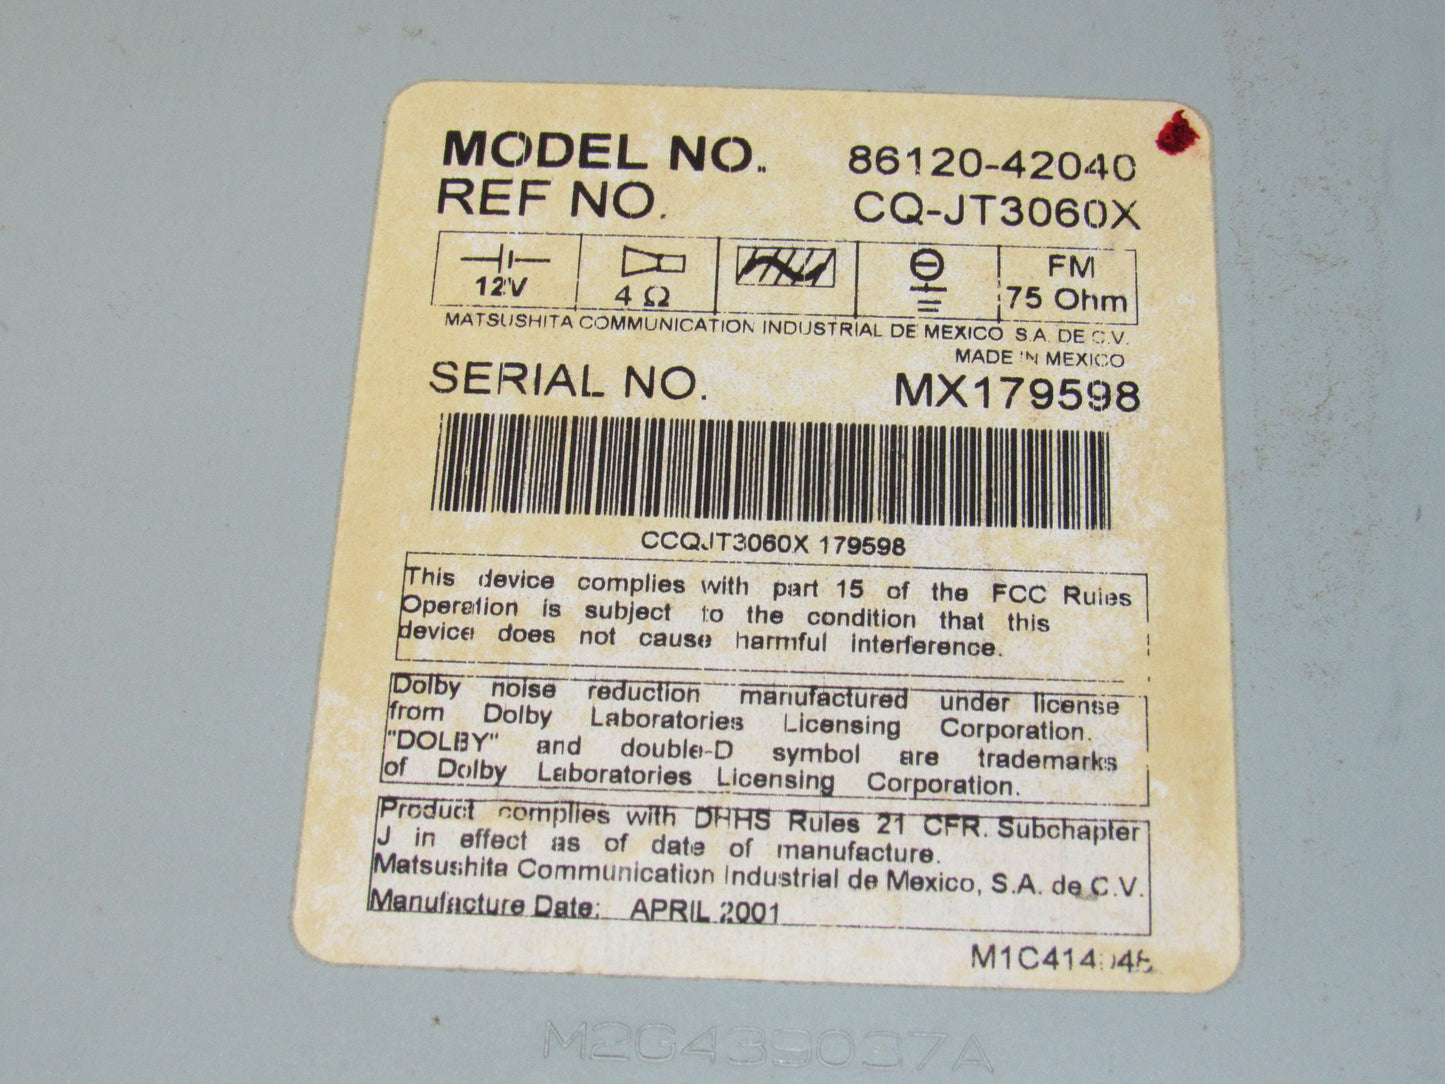 MODEL NO. 86120-42040
REF NO. CQ-JT3060X
12V
4 Ω
FM
75 Ohm
MATSUSHITA COMMUNICATION INDUSTRIAL DE MEXICO S.A. DE C.V.
MADE IN MEXICO
SERIAL NO. MX179598
CCQJT3060X 179598
This device complies with part 15 of the FCC Rules
Operation is subject to the condition that this
device does not cause harmful interference.
Dolby noise reduction manufactured under license
from Dolby Laboratories Licensing Corporation.
"DOLBY" and double-D symbol are trademarks
of Dolby Laboratories Licensing Corporation.
Product complies with DHHS Rules 21 CFR. Subchapter
J in effect as of date of manufacture.
Matsushita Communication Industrial de Mexico, S.A. de C.V.
Manufacture Date: APRIL 2001
M2G439037A